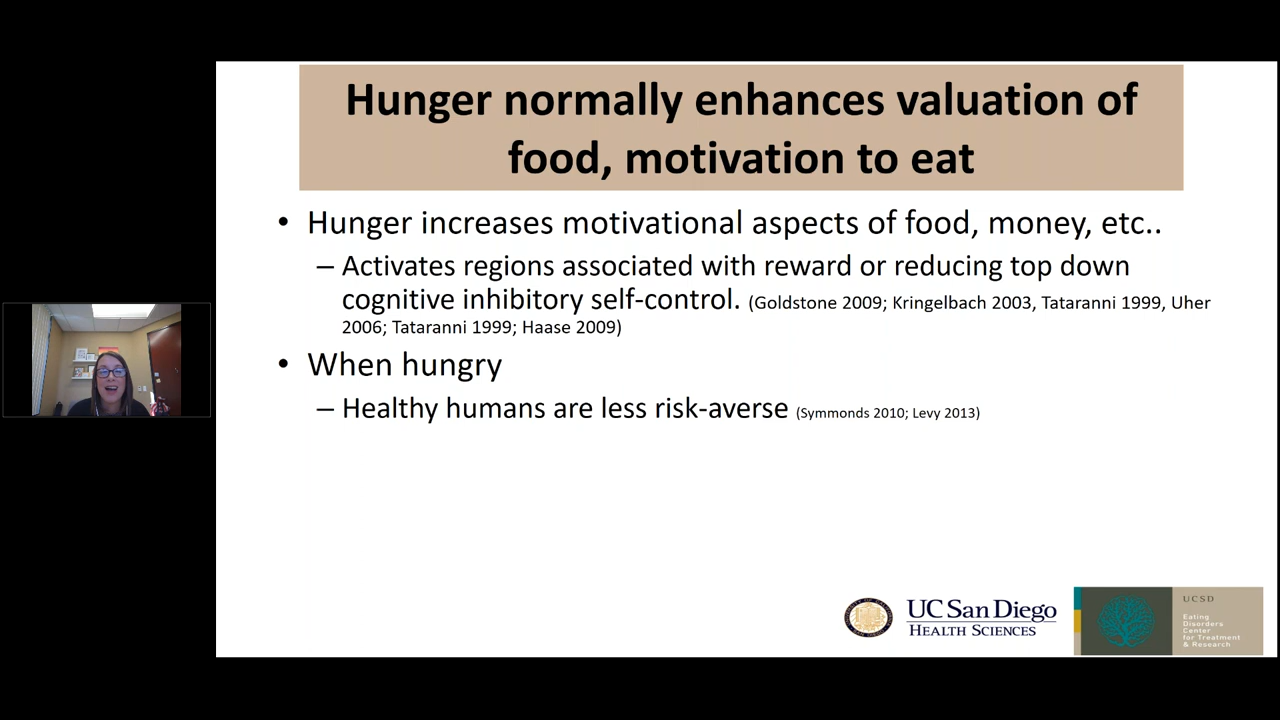 Hunger normally enhances valuation of
food, motivation to eat
• Hunger increases motivational aspects of food, money, etc..
– Activates regions associated with reward or reducing top down
cognitive inhibitory self-control. (Goldstone 2009; Kringelbach 2003, Tataranni 1999, Uher
2006; Tataranni 1999; Haase 2009)
• When hungry
– Healthy humans are less risk-averse (Symmonds 2010; Levy 2013)
UC San Diego
HEALTH SCIENCES
UCSD
Eating
Disorders
Center
for Treatment
& Research